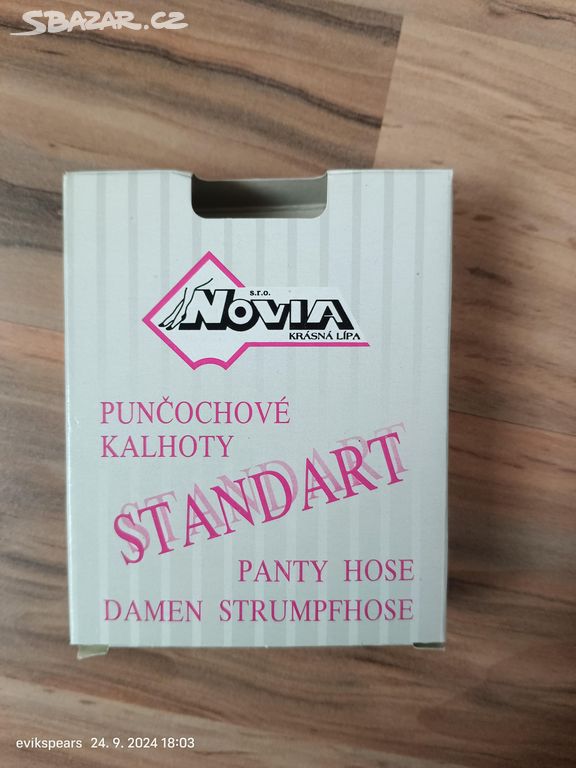 SBAZAR.CZ
s.r.o.
NOVIA
KRÁSNÁ LÍPA
PUNČOCHOVÉ
KALHOTY
STANDART
PANTY HOSE
DAMEN STRUMPFHOSE
evikspears 24. 9. 2024 18:03